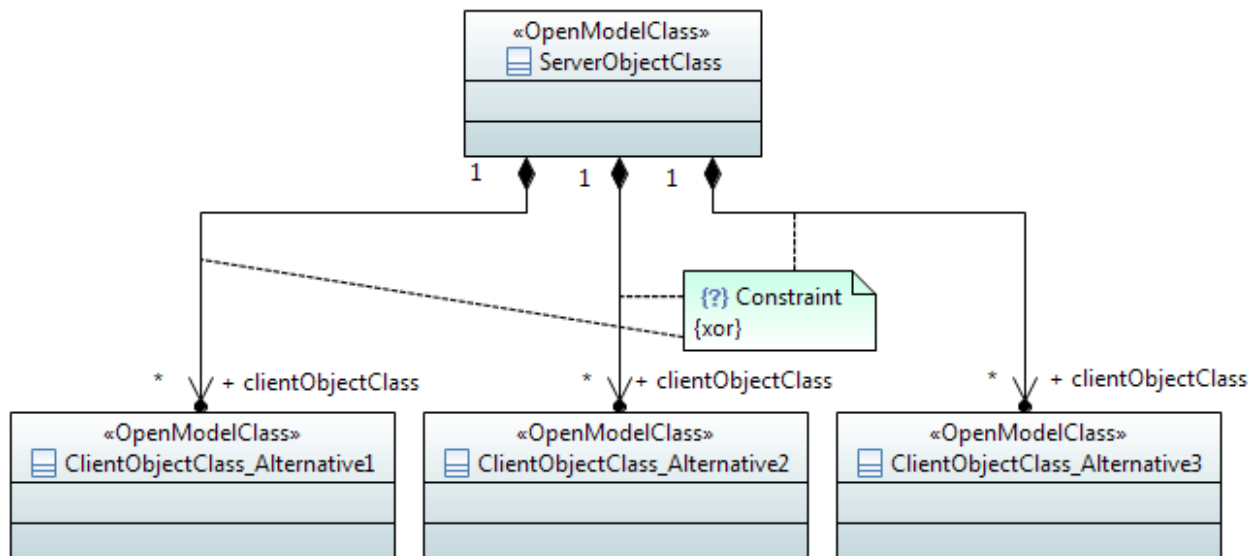 «OpenModelClass»
ServerObjectClass
1 1 1
{?} Constraint
{xor}
* + clientObjectClass * + clientObjectClass * + clientObjectClass
«OpenModelClass» «OpenModelClass» «OpenModelClass»
ClientObjectClass_Alternative1 ClientObjectClass_Alternative2 ClientObjectClass_Alternative3